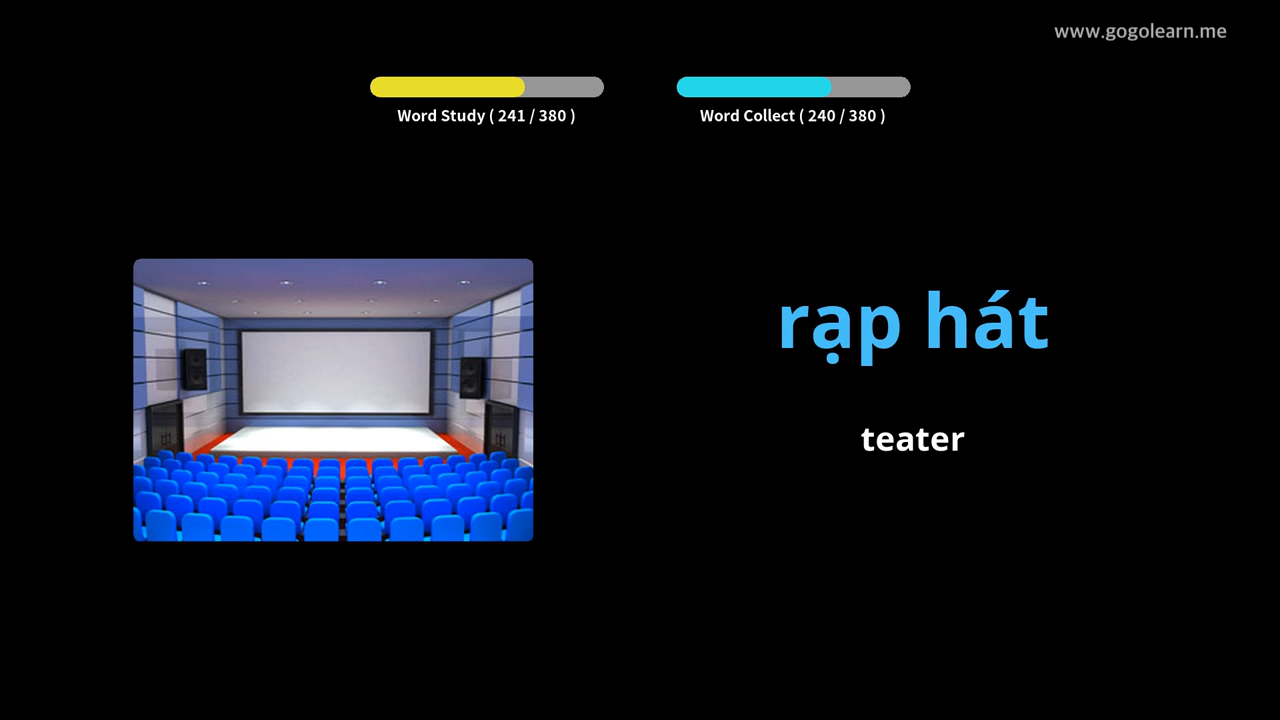 www.gogolearn.me
Word Study ( 241 / 380 )
Word Collect ( 240 / 380 )
rạp hát
teater